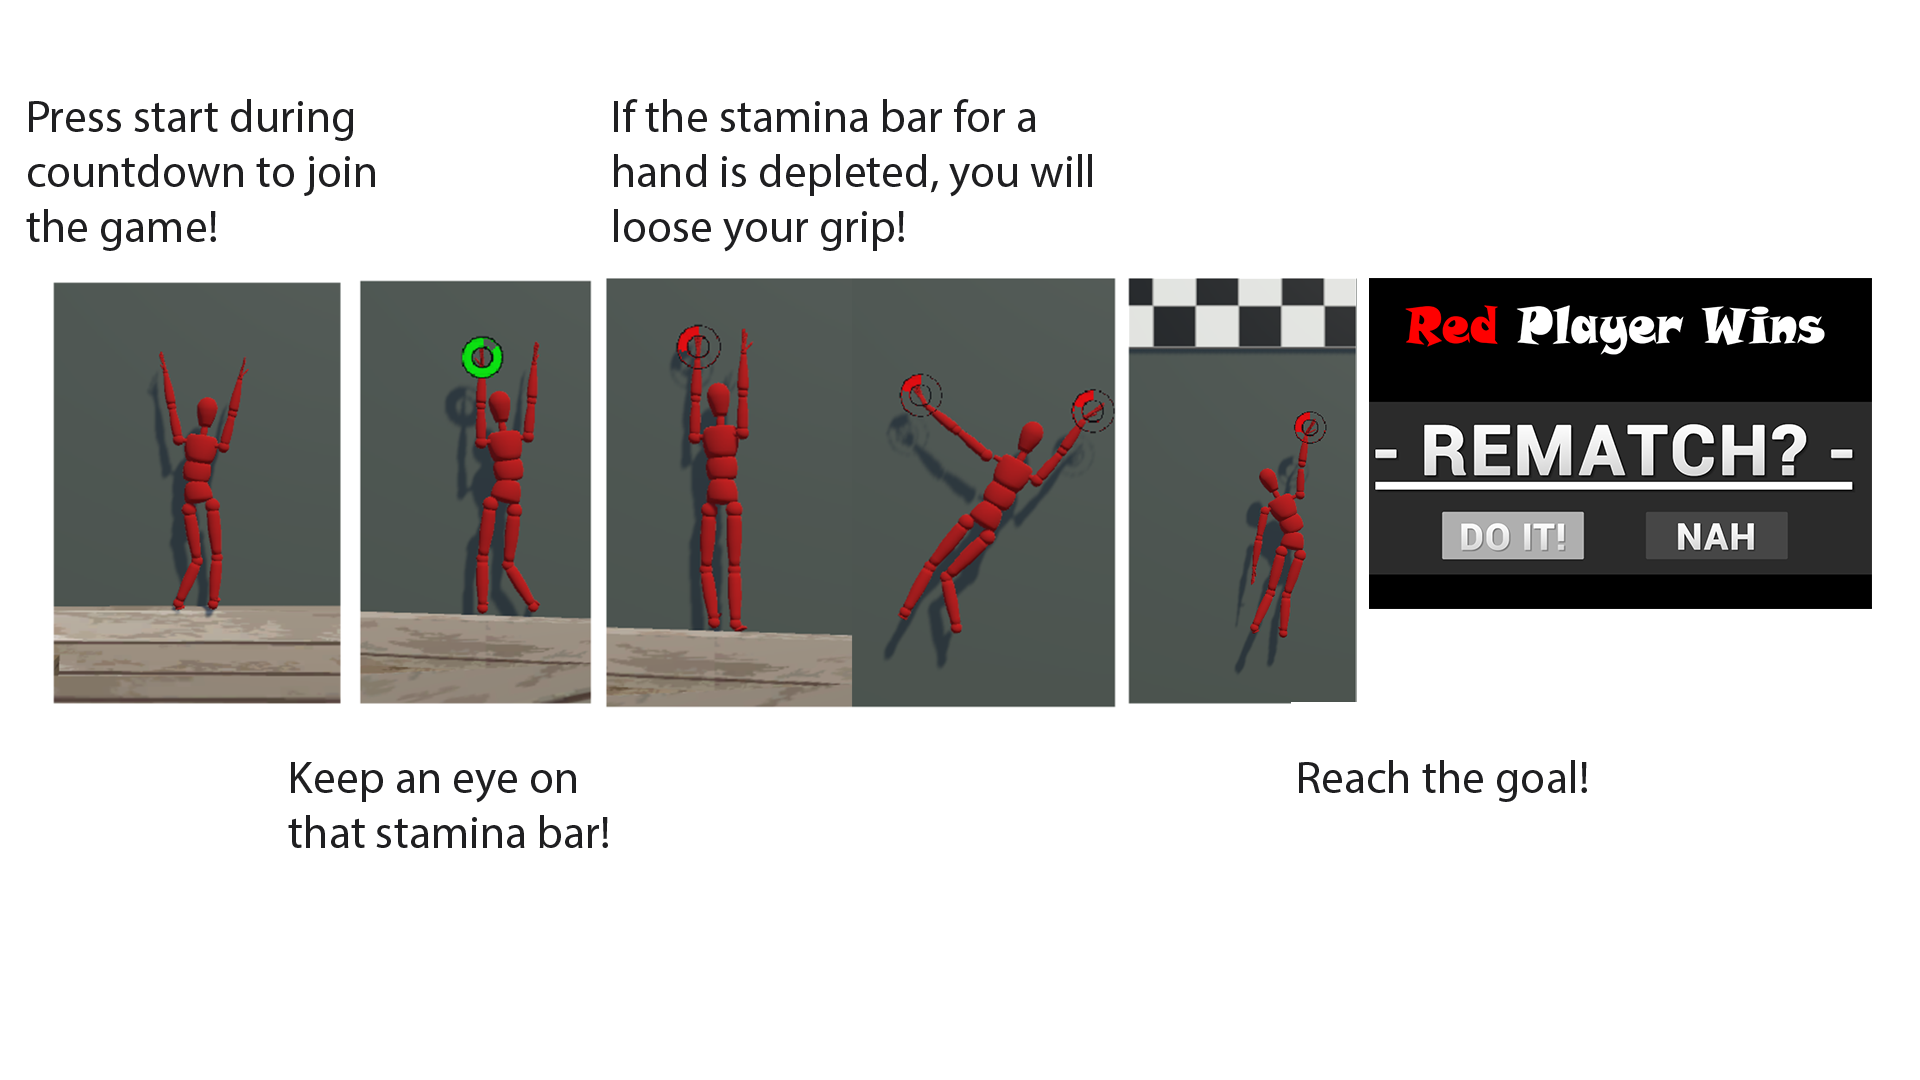 Press start during
countdown to join
the game!
If the stamina bar for a
hand is depleted, you will
loose your grip!
Red Player Wins
- REMATCH? -
DO IT!
NAH
Keep an eye on
that stamina bar!
Reach the goal!